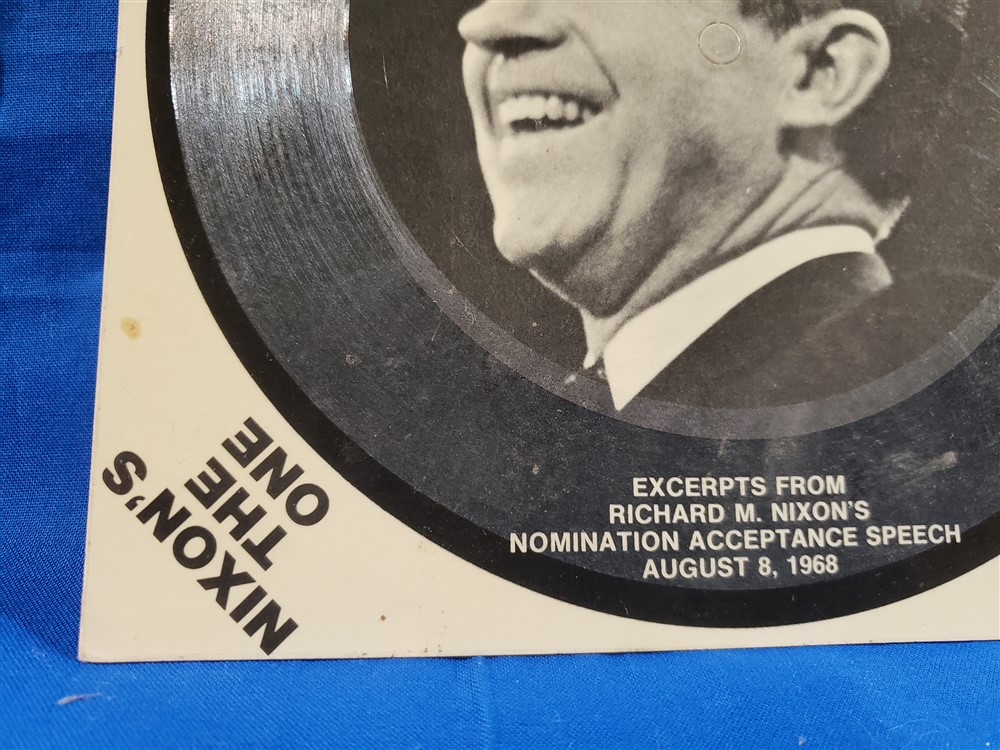 NIXON'S
THE
ONE
EXCERPTS FROM
RICHARD M. NIXON'S
NOMINATION ACCEPTANCE SPEECH
AUGUST 8, 1968